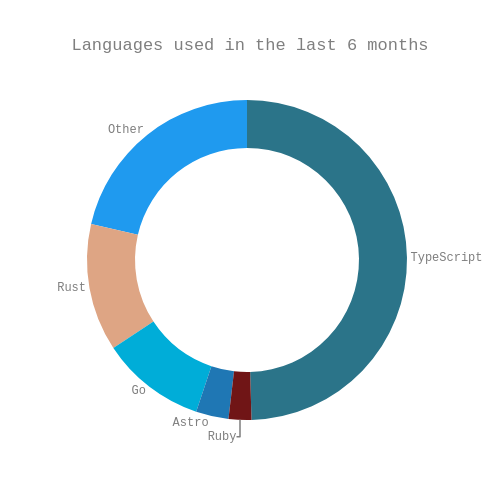 Languages used in the last 6 months
Other
TypeScript
Rust
Go
Astro
Ruby